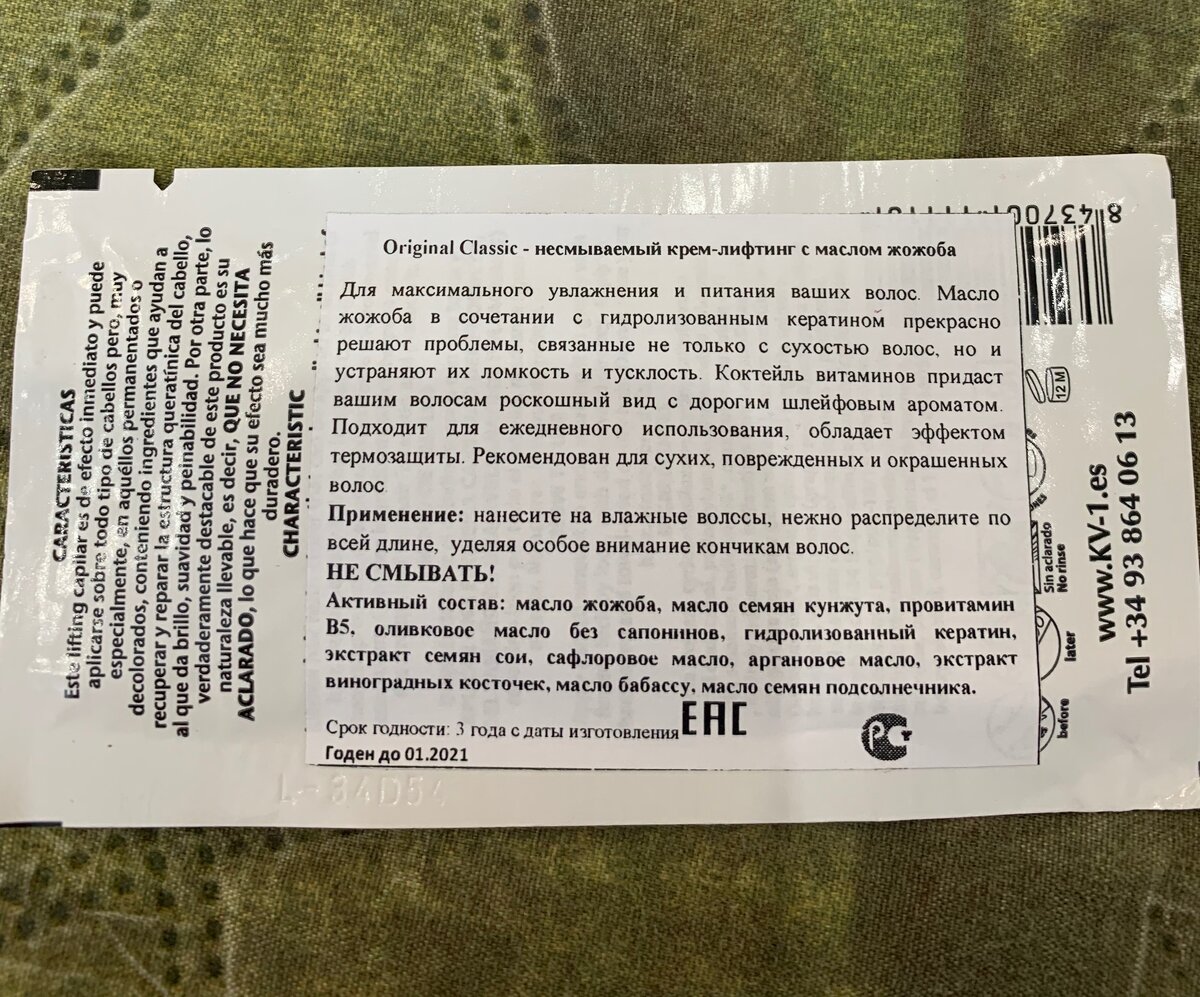 Original Classic - несмываемый крем-лифтинг с маслом жожоба
Для максимального увлажнения и питания ваших волос. Масло
жожоба в сочетании с гидролизованным кератином прекрасно
решают проблемы, связанные не только с сухостью волос, но и
устраняют их ломкость и тусклость. Коктейль витаминов придаст
вашим волосам роскошный вид с дорогим шлейфовым ароматом.
Подходит для ежедневного использования, обладает эффектом
термозащиты. Рекомендован для сухих, поврежденных и окрашенных
волос
Применение: нанесите на влажные волосы, нежно распределите по
всей длине, уделяя особое внимание кончикам волос.
НЕ СМЫВАТЬ!
Активный состав: масло жожоба, масло семян кунжута, провитамин
B5, оливковое масло без сапонинов, гидролизованный кератин,
экстракт семян сои, сафлоровое масло, аргановое масло, экстракт
виноградных косточек, масло бабассу, масло семян подсолнечника.
Срок годности: 3 года с даты изготовления
EAC
Годен до 01.2021
CARACTERISTICAS
Este lifting capilar es de efecto inmediato y puede
aplicarse sobre todo tipo de cabellos pero, muy
especialmente, en aquéllos permanentados o
decolorados, conteniendo ingredientes que ayudan a
recuperar y reparar la estructura queratínica del cabello,
al que da brillo, suavidad y peinabilidad. Por otra parte, lo
verdaderamente destacable de este producto es su
naturaleza llevable, es decir, QUE NO NECESITA
ACLARADO, lo que hace que su efecto sea mucho más
duradero.
CHARACTERISTIC
12 M
Sin aclarado
No rinse
before
later
www.KV-1.es
Tel +34 93 864 06 13